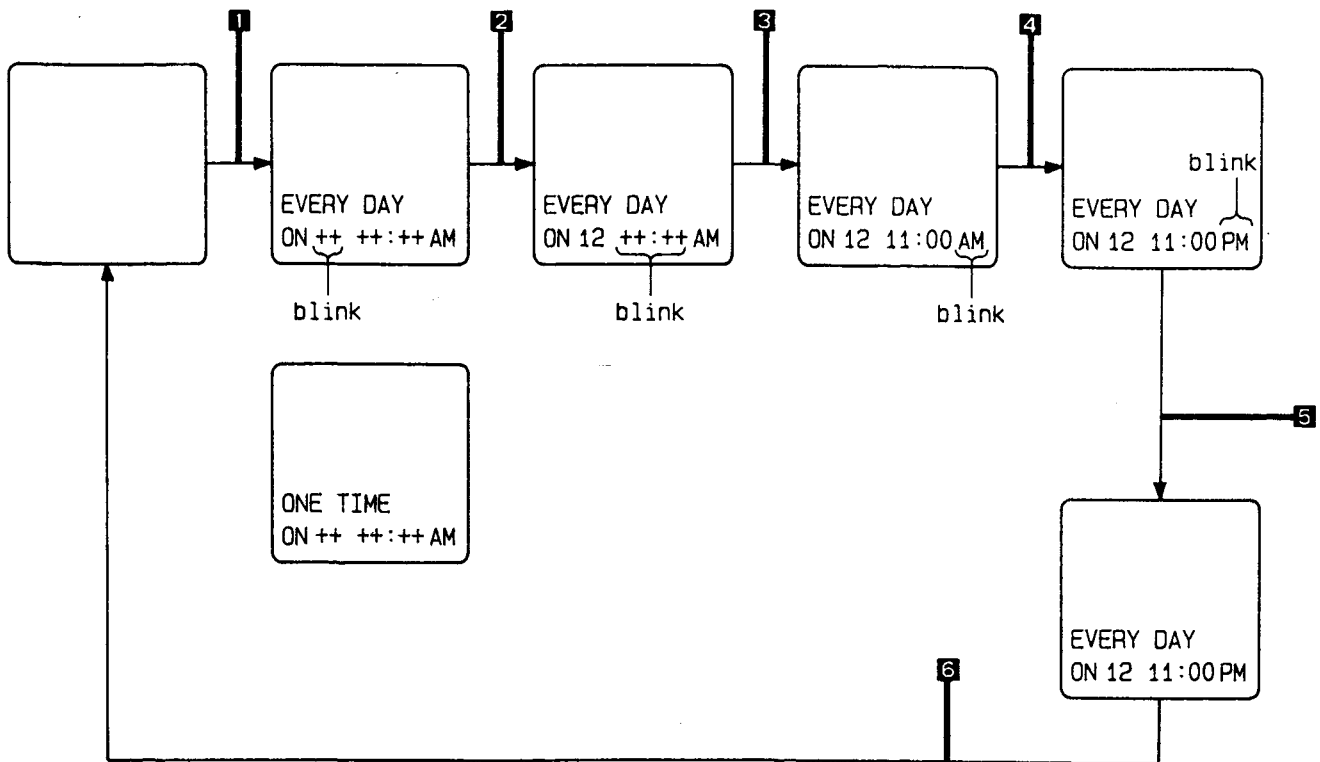 1
2
3
4
EVERY DAY
ON ++ ++:++ AM
blink
EVERY DAY
ON 12 ++:++ AM
blink
EVERY DAY
ON 12 11:00 AM
blink
blink
EVERY DAY
ON 12 11:00 PM
5
ONE TIME
ON ++ ++:++ AM
EVERY DAY
ON 12 11:00 PM
6